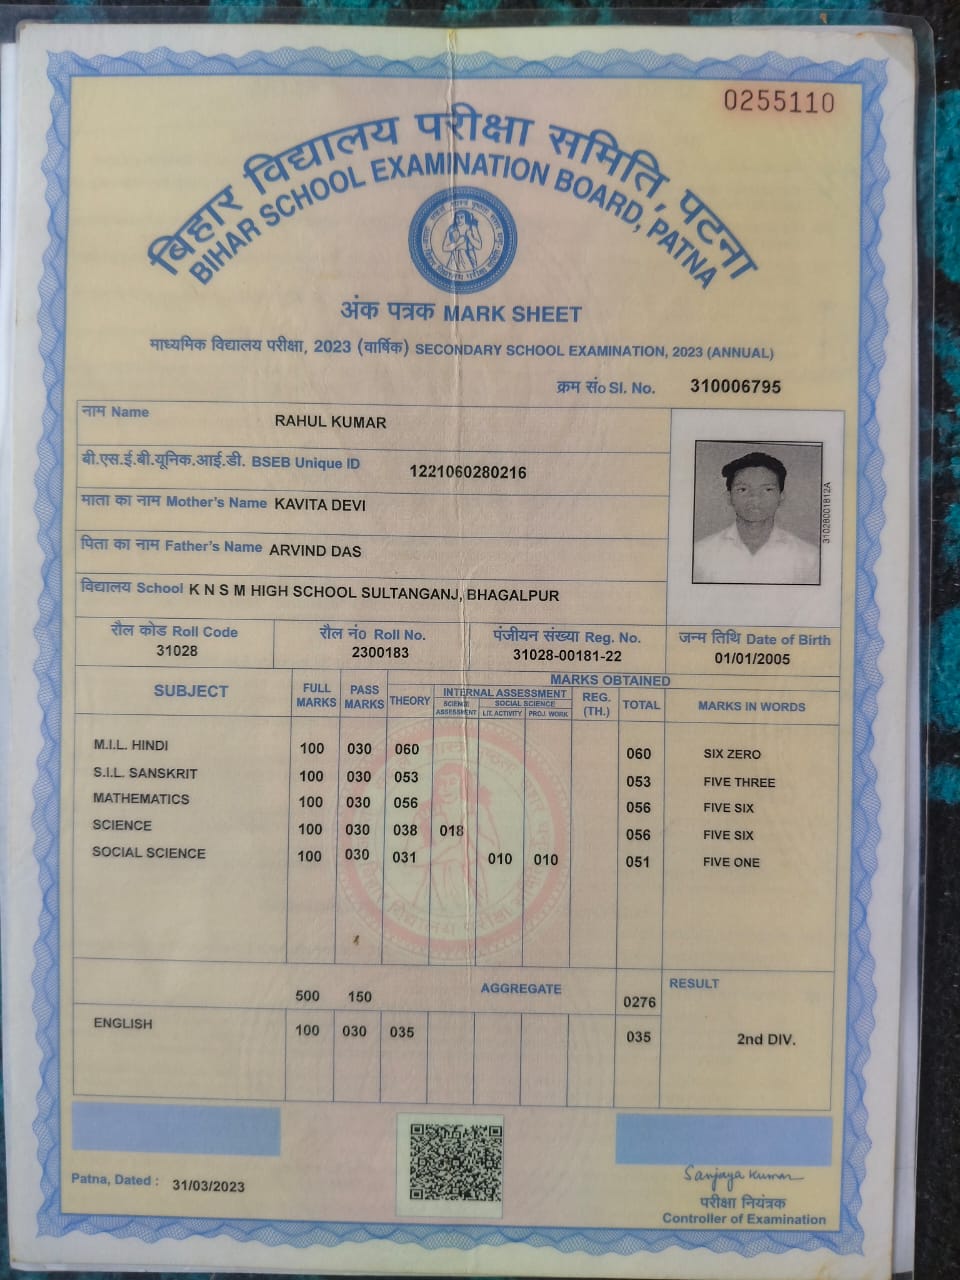 0255110
बिहार विद्यालय परीक्षा समिति, पटना
BIHAR SCHOOL EXAMINATION BOARD, PATNA
अंक पत्रक MARK SHEET
माध्यमिक विद्यालय परीक्षा, 2023 (वार्षिक) SECONDARY SCHOOL EXAMINATION, 2023 (ANNUAL)
क्रम सं० Sl. No. 310006795
नाम Name RAHUL KUMAR
बी.एस.ई.बी.यूनिक.आई.डी. BSEB Unique ID 1221060280216
माता का नाम Mother's Name KAVITA DEVI
पिता का नाम Father's Name ARVIND DAS
विद्यालय School K N S M HIGH SCHOOL SULTANGANJ, BHAGALPUR
31028001812A
रौल कोड Roll Code रौल नं० Roll No. पंजीयन संख्या Reg. No. जन्म तिथि Date of Birth
31028 2300183 31028-00181-22 01/01/2005
MARKS OBTAINED
SUBJECT FULL MARKS PASS MARKS THEORY INTERNAL ASSESSMENT REG. (TH.) TOTAL MARKS IN WORDS
SCIENCE ASSESSMENT SOCIAL SCIENCE
LIT. ACTIVITY PROJ. WORK
M.I.L. HINDI 100 030 060 060 SIX ZERO
S.I.L. SANSKRIT 100 030 053 053 FIVE THREE
MATHEMATICS 100 030 056 056 FIVE SIX
SCIENCE 100 030 038 018 056 FIVE SIX
SOCIAL SCIENCE 100 030 031 010 010 051 FIVE ONE
500 150 AGGREGATE 0276 RESULT
ENGLISH 100 030 035 035 2nd DIV.
Patna, Dated : 31/03/2023
Sanjaya Kumar
परीक्षा नियंत्रक
Controller of Examination